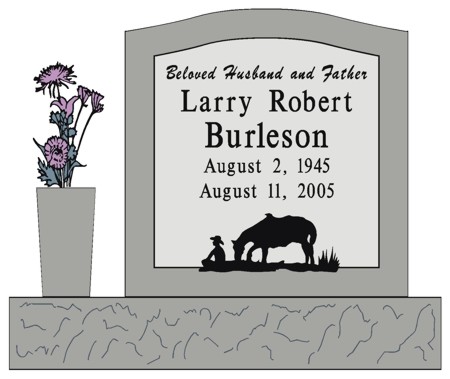 Beloved Husband and Father
Larry Robert
Burleson
August 2, 1945
August 11, 2005